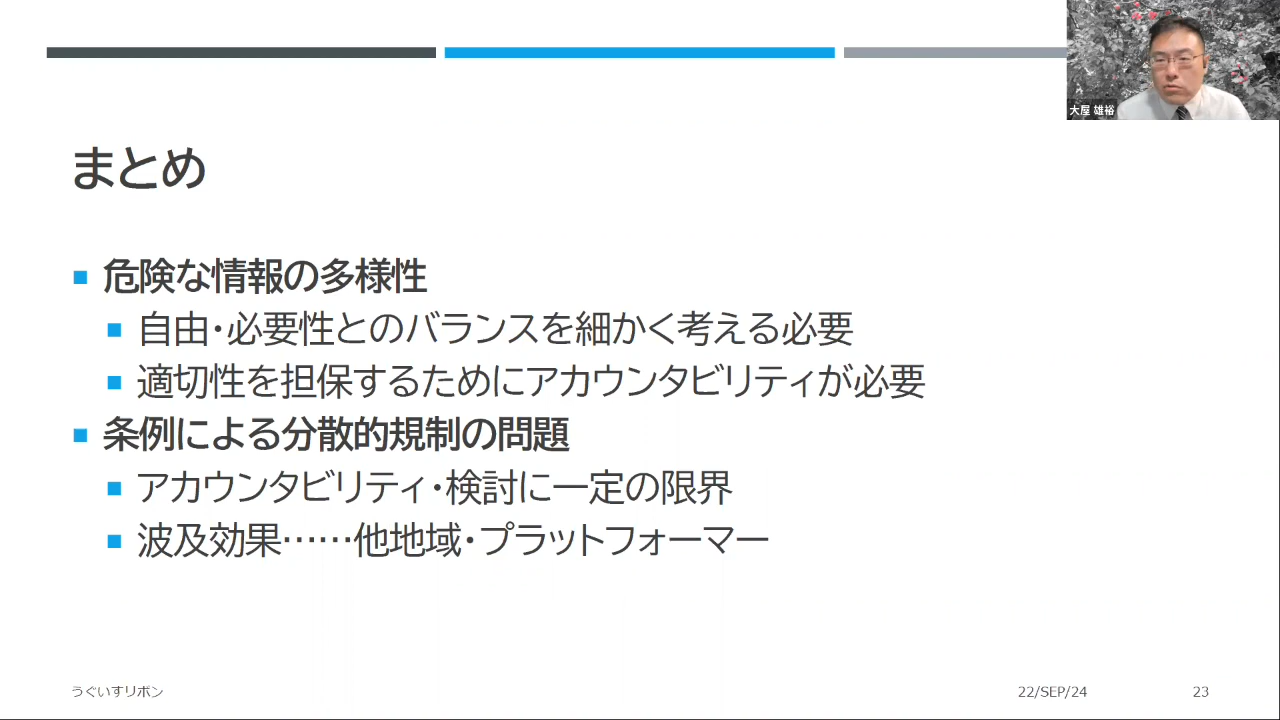 大屋 雄裕
まとめ
危険な情報の多様性
自由・必要性とのバランスを細かく考える必要
適切性を担保するためにアカウンタビリティが必要
条例による分散的規制の問題
アカウンタビリティ・検討に一定の限界
波及効果……他地域・プラットフォーマー
うぐいすリボン
22/SEP/24
23